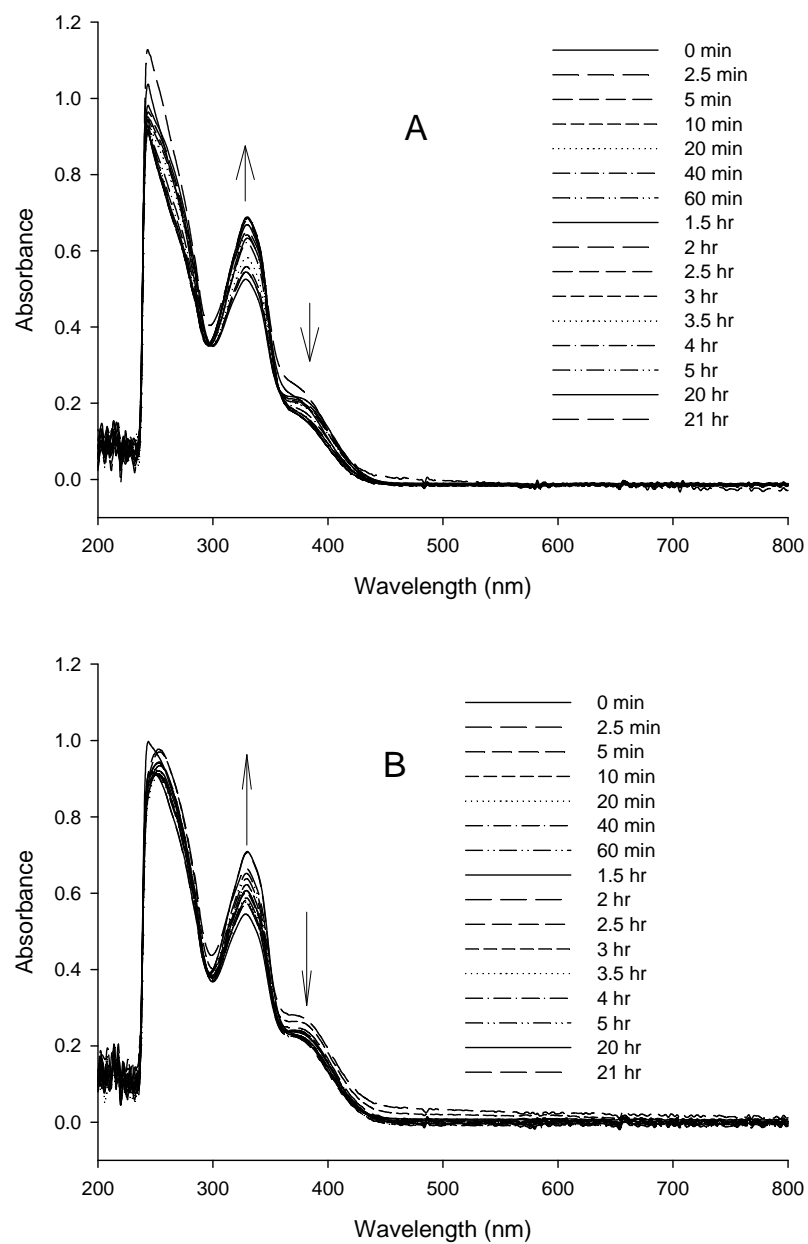 1.2
1.0
0.8
0.6
0.4
0.2
0.0
Absorbance
A
0 min
2.5 min
5 min
10 min
20 min
40 min
60 min
1.5 hr
2 hr
2.5 hr
3 hr
3.5 hr
4 hr
5 hr
20 hr
21 hr
200 300 400 500 600 700 800
Wavelength (nm)
1.2
1.0
0.8
0.6
0.4
0.2
0.0
Absorbance
B
0 min
2.5 min
5 min
10 min
20 min
40 min
60 min
1.5 hr
2 hr
2.5 hr
3 hr
3.5 hr
4 hr
5 hr
20 hr
21 hr
200 300 400 500 600 700 800
Wavelength (nm)